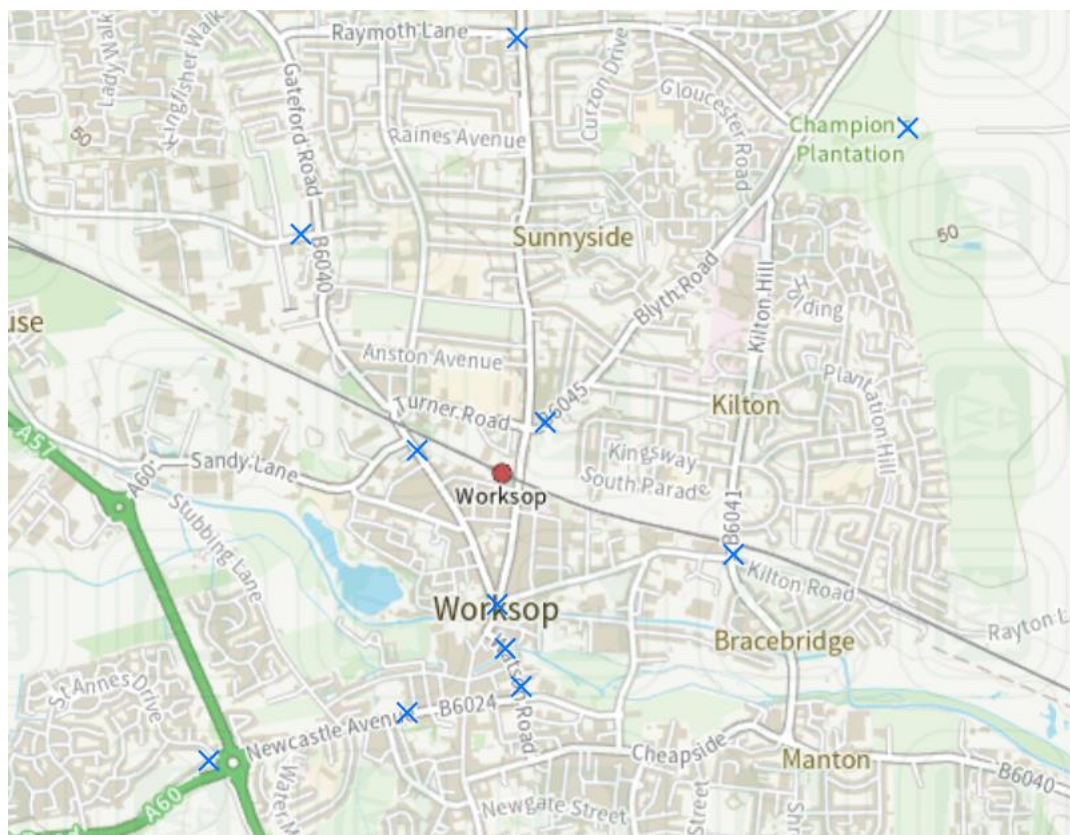 Raymoth Lane
Lady Walk
Kingfisher Walk
Gateford Road
Curzon Drive
Gloucester Road
Champion
Plantation
50
Raines Avenue
Sunnyside
50
B6040
Blyth Road
Kilton Hill
Holding
use
Anston Avenue
Turner Road
B6045
Kilton
Plantation Hill
A57
A60
Sandy Lane
Kingsway
South Parade
Worksop
B6041
Stubbing Lane
Kilton Road
Worksop
Bracebridge
Rayton L
St Annes Drive
Newcastle Avenue
B6024
Road
Cheapside
Manton
B6040
A60
Newgate Street
Street